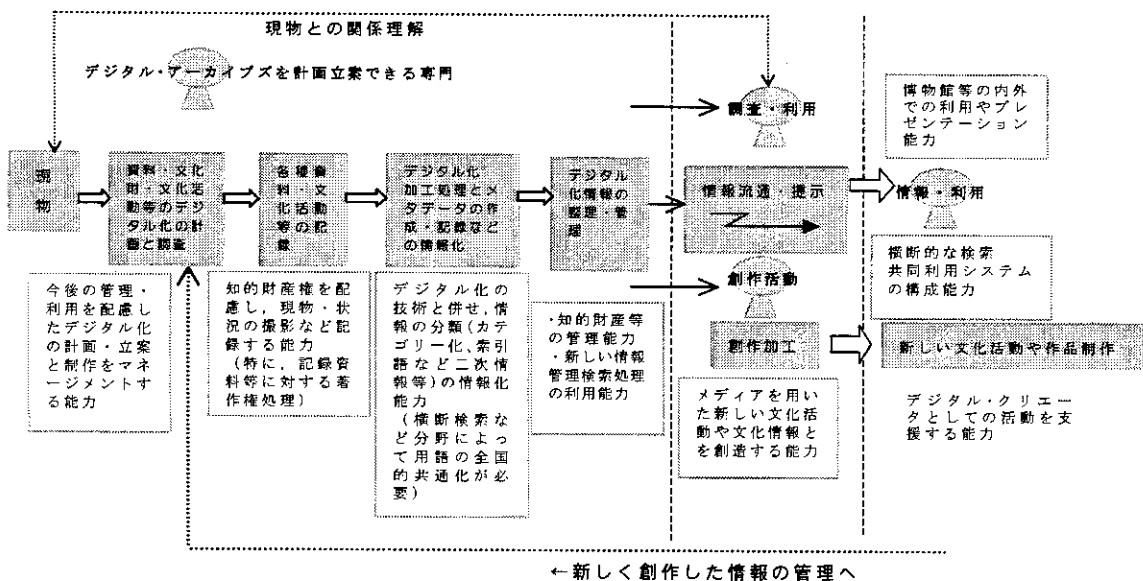 現物との関係理解
デジタル・アーカイブズを計画立案できる専門
調査・利用
博物館等の内外
での利用やプレ
ゼンテーション
能力
現
物
資料・文化
財・文化活
動等のデジ
タル化の計
画と調査
各種資
料・文
化活動
等の記
録
デジタル化
加工処理とメ
タデータの作
成・記録などの
情報化
デジタル
化情報の
整理・管
理
情報流通・提示
情報・利用
今後の管理・
利用を配慮し
たデジタル化
の計画・立案
と制作をマネ
ージメントす
る能力
知的財産権を配
慮し,現物・状
況の撮影など記
録する能力
(特に,記録資
料等に対する著
作権処理)
デジタル化の
技術と併せ,情
報の分類(カテ
ゴリー化、索引
語など二次情
報等)の情報化
能力
(横断検索な
ど分野によっ
て用語の全国
的共通化が必
要)
・知的財産等
の管理能力
・新しい情報
管理検索処理
の利用能力
創作活動
創作加工
メディアを用い
た新しい文化活
動や文化情報と
を創造する能力
横断的な検索
共同利用システム
の構成能力
新しい文化活動や作品制作
デジタル・クリエー
タとしての活動を支
援する能力
←新しく創作した情報の管理へ